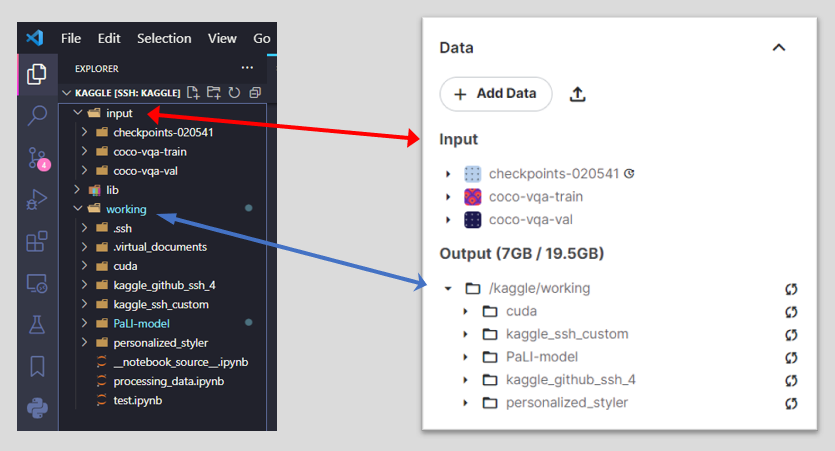 File Edit Selection View Go
EXPLORER
KAGGLE [SSH: KAGGLE]
input
checkpoints-020541
coco-vqa-train
coco-vqa-val
lib
working
.ssh
.virtual_documents
cuda
kaggle_github_ssh_4
kaggle_ssh_custom
PaLI-model
personalized_styler
__notebook_source__.ipynb
processing_data.ipynb
test.ipynb
4
Data
+ Add Data
Input
checkpoints-020541
coco-vqa-train
coco-vqa-val
Output (7GB / 19.5GB)
/kaggle/working
cuda
kaggle_ssh_custom
PaLI-model
kaggle_github_ssh_4
personalized_styler